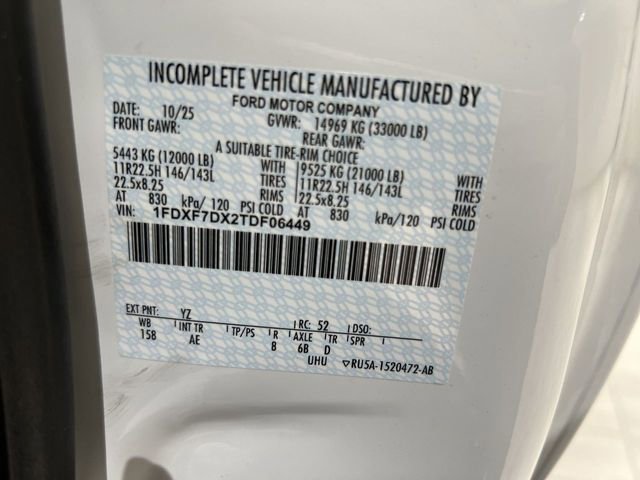 INCOMPLETE VEHICLE MANUFACTURED BY
FORD MOTOR COMPANY
DATE: 10/25 GVWR: 14969 KG (33000 LB)
FRONT GAWR: REAR GAWR:
A SUITABLE TIRE-RIM CHOICE
5443 KG (12000 LB) WITH 9525 KG (21000 LB) WITH
11R22.5H 146/143L TIRES 11R22.5H 146/143L TIRES
22.5x8.25 RIMS 22.5x8.25 RIMS
AT 830 kPa/120 PSI COLD AT 830 kPa/120 PSI COLD
VIN: 1FDXF7DX2TDF06449
EXT PNT: YZ RC: 52 DSO:
WB INT TR TP/PS R AXLE TR SPR
158 AE 8 6B D
UHU ▽RU5A-1520472-AB